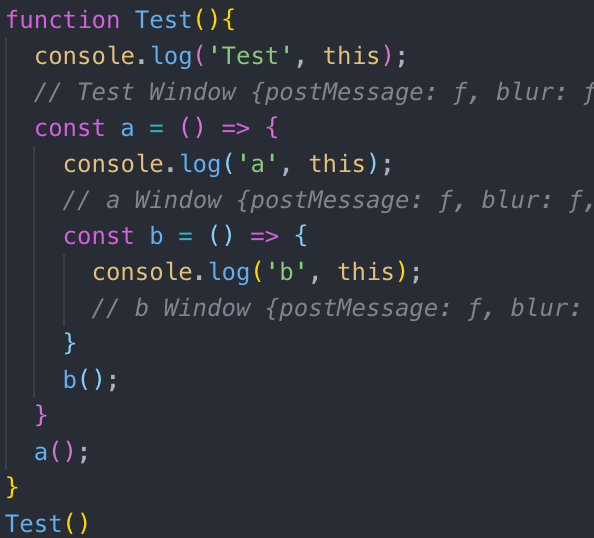 function Test(){
console.log('Test', this);
// Test Window {postMessage: ƒ, blur: ƒ
const a = () => {
console.log('a', this);
// a Window {postMessage: ƒ, blur: ƒ,
const b = () => {
console.log('b', this);
// b Window {postMessage: ƒ, blur:
}
b();
}
a();
}
Test()